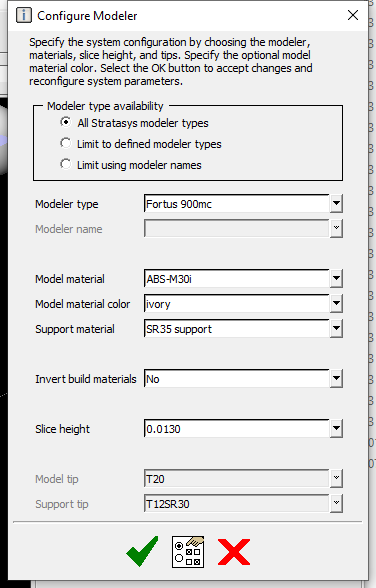 Configure Modeler
Specify the system configuration by choosing the modeler,
materials, slice height, and tips. Specify the optional model
material color. Select the OK button to accept changes and
reconfigure system parameters.
Modeler type availability
All Stratasys modeler types
Limit to defined modeler types
Limit using modeler names
Modeler type Fortus 900mc
Modeler name
Model material ABS-M30i
Model material color ivory
Support material SR35 support
Invert build materials No
Slice height 0.0130
Model tip T20
Support tip T12SR30